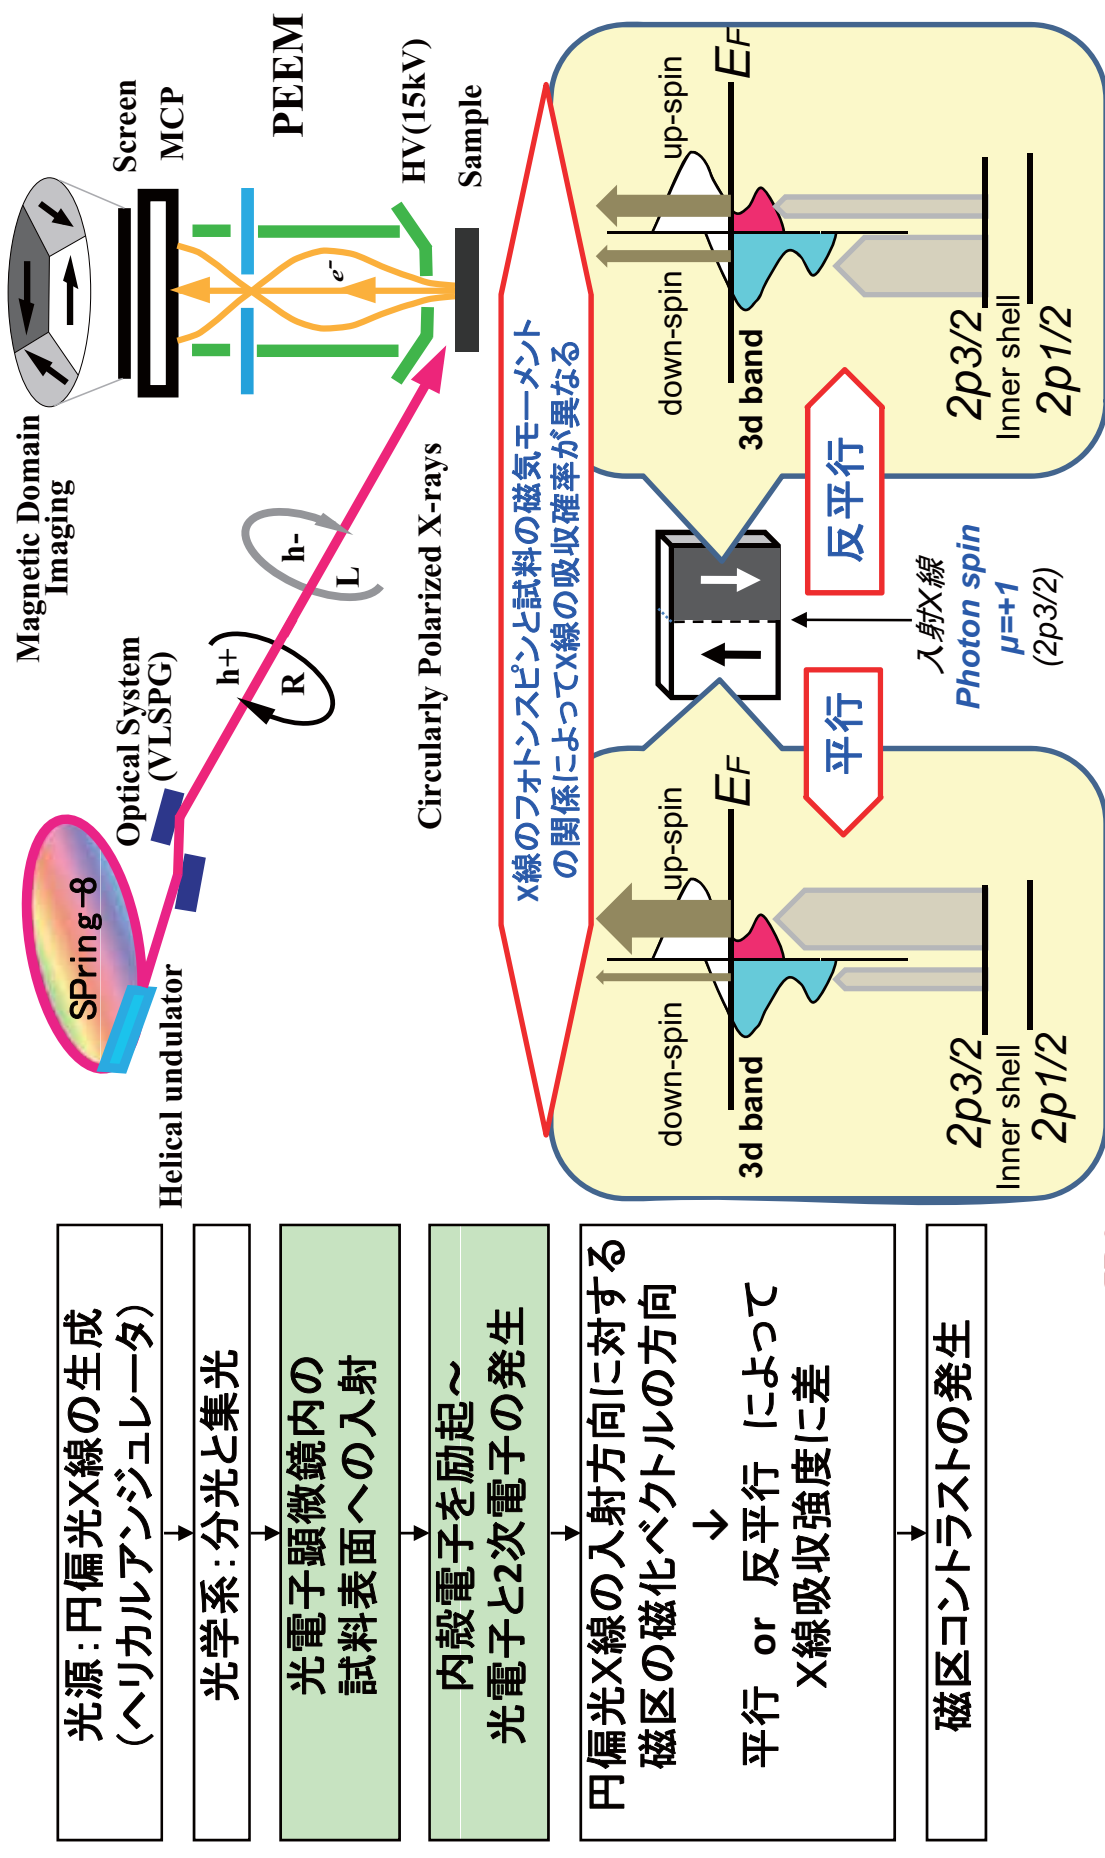 光源：円偏光X線の生成
（ヘリカルアンジュレータ）
光学系：分光と集光
光電子顕微鏡内の
試料表面への入射
内殻電子を励起～
光電子と2次電子の発生
円偏光X線の入射方向に対する
磁区の磁化ベクトルの方向
↓
平行 or 反平行 によって
X線吸収強度に差
磁区コントラストの発生
SPring-8
Helical undulator
Optical System
(VLSPG)
h+
R
h-
L
Circularly Polarized X-rays
Magnetic Domain
Imaging
Screen
MCP
PEEM
e-
HV(15kV)
Sample
X線のフォトンスピンと試料の磁気モーメント
の関係によってX線の吸収確率が異なる
down-spin
up-spin
EF
3d band
2p3/2
Inner shell
2p1/2
平行
反平行
入射X線
Photon spin
μ=+1
(2p3/2)
down-spin
up-spin
EF
3d band
2p3/2
Inner shell
2p1/2